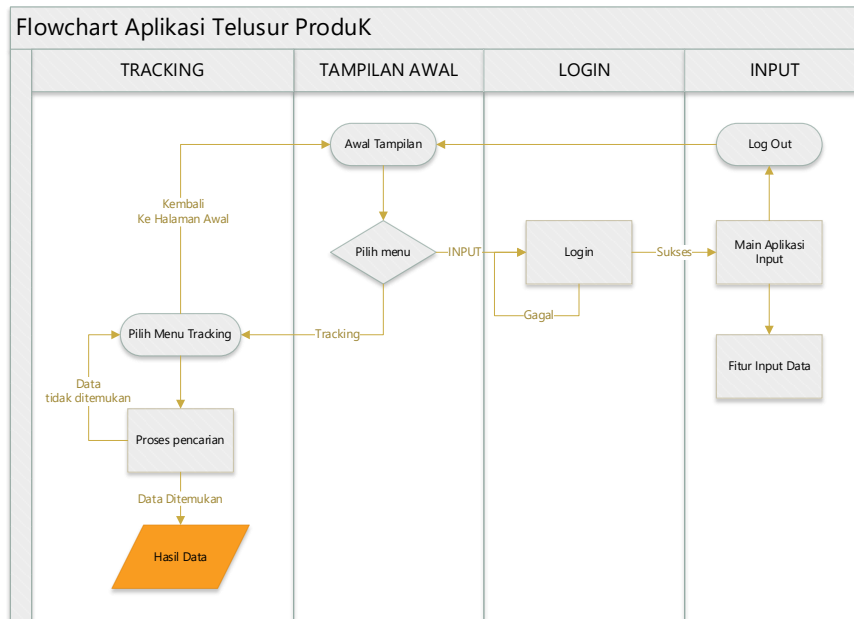 Flowchart Aplikasi Telusur ProduK
TRACKING
TAMPILAN AWAL
LOGIN
INPUT
Awal Tampilan
Log Out
Kembali
Ke Halaman Awal
Pilih menu
INPUT
Login
Sukses
Main Aplikasi
Input
Gagal
Pilih Menu Tracking
Tracking
Fitur Input Data
Data
tidak ditemukan
Proses pencarian
Data Ditemukan
Hasil Data